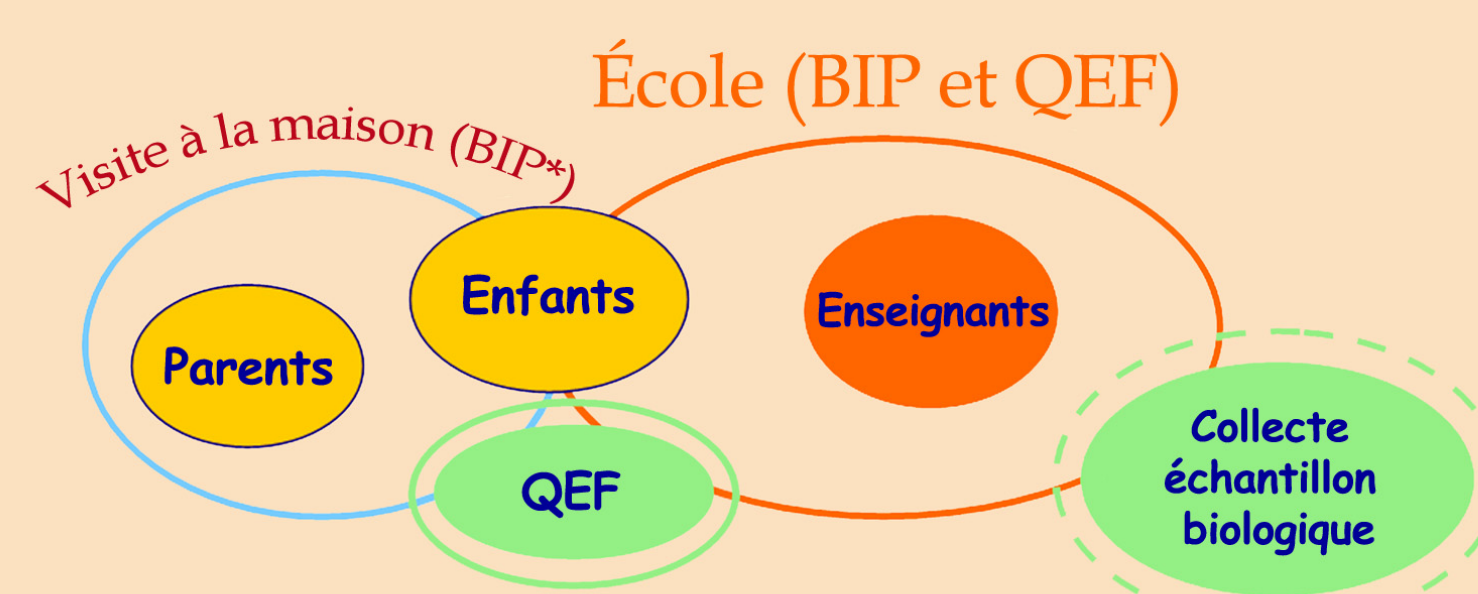 École (BIP et QEF)
Visite à la maison (BIP*)
Enfants
Enseignants
Parents
QEF
Collecte
échantillon
biologique